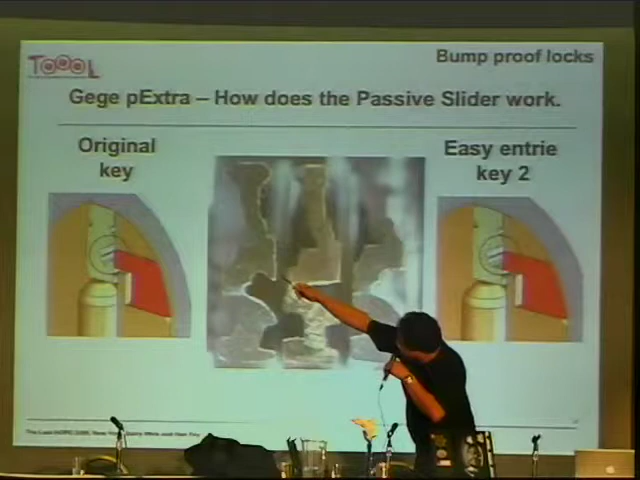 TOOOL
Bump proof locks
Gege pExtra – How does the Passive Slider work.
Original
key
Easy entrie
key 2